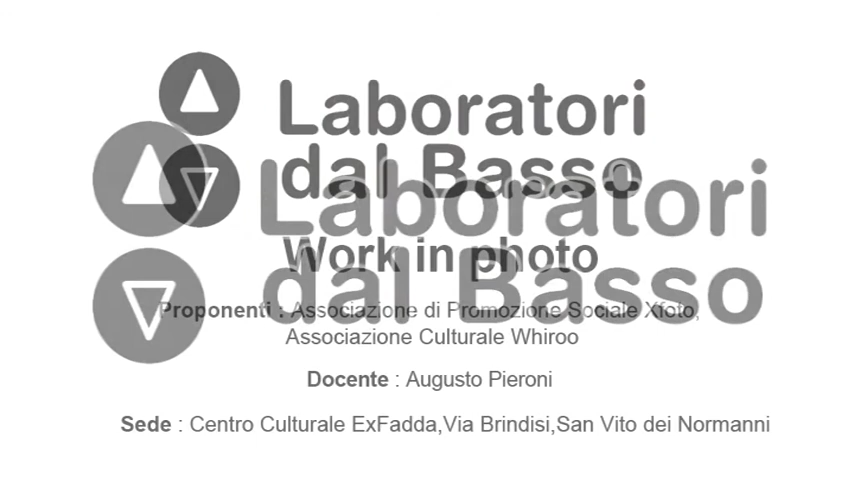 Laboratori
dal Basso
Laboratori
dal Basso
Work in photo
Proponenti : Associazione di Promozione Sociale Xfoto,
Associazione Culturale Whiroo
Docente : Augusto Pieroni
Sede : Centro Culturale ExFadda,Via Brindisi,San Vito dei Normanni